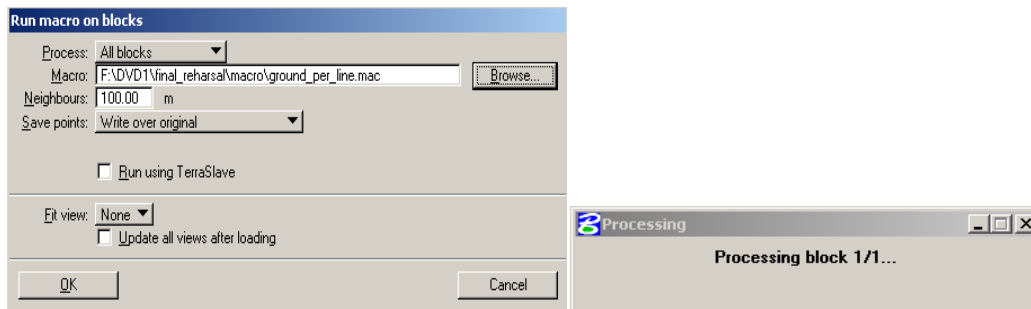 Run macro on blocks
Process: All blocks
Macro: F:\DVD1\final_reharsal\macro\ground_per_line.mac Browse...
Neighbours: 100.00 m
Save points: Write over original
Run using TerraSlave
Fit view: None
Update all views after loading
OK Cancel
Processing
Processing block 1/1...